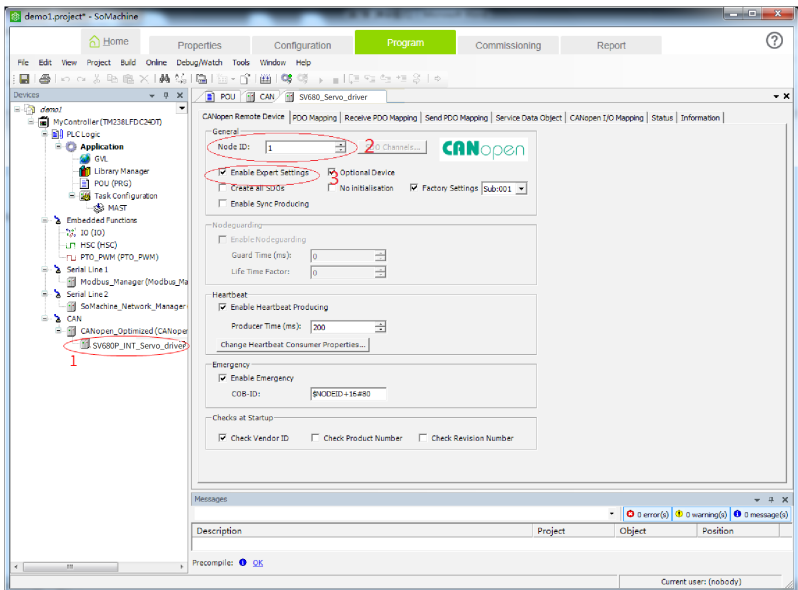 demo1.project* - SoMachine
Home
Properties
Configuration
Program
Commissioning
Report
File Edit View Project Build Online Debug/Watch Tools Window Help
Devices
POU
CAN
SV680_Servo_driver
demo1
MyController (TM238LFDC24DT)
PLC Logic
Application
GVL
Library Manager
POU (PRG)
Task Configuration
MAST
Embedded Functions
IO (IO)
HSC (HSC)
PTO_PWM (PTO_PWM)
Serial Line 1
Modbus_Manager (Modbus_Ma
Serial Line 2
SoMachine_Network_Manager
CAN
CANopen_Optimized (CANoper
SV680P_INT_Servo_driver
1
CANopen Remote Device PDO Mapping Receive PDO Mapping Send PDO Mapping Service Data Object CANopen I/O Mapping Status Information
General
Node ID: 1
2
Channels...
CANopen
Enable Expert Settings
3
Optional Device
Create all SDOs
No initialisation
Factory Settings Sub:001
Enable Sync Producing
Nodeguarding
Enable Nodeguarding
Guard Time (ms): 0
Life Time Factor: 0
Heartbeat
Enable Heartbeat Producing
Producer Time (ms): 200
Change Heartbeat Consumer Properties...
Emergency
Enable Emergency
COB-ID: $NODEID+16#80
Checks at Startup
Check Vendor ID
Check Product Number
Check Revision Number
Messages
0 error(s) 0 warning(s) 0 message(s)
Description Project Object Position
Precompile: OK
Current user: (nobody)